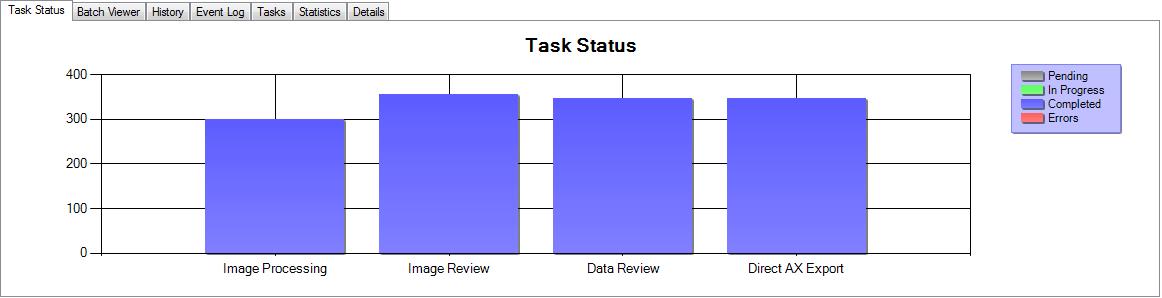 Task Status Batch Viewer History Event Log Tasks Statistics Details
Task Status
400
300
200
100
0
Image Processing Image Review Data Review Direct AX Export
Pending
In Progress
Completed
Errors